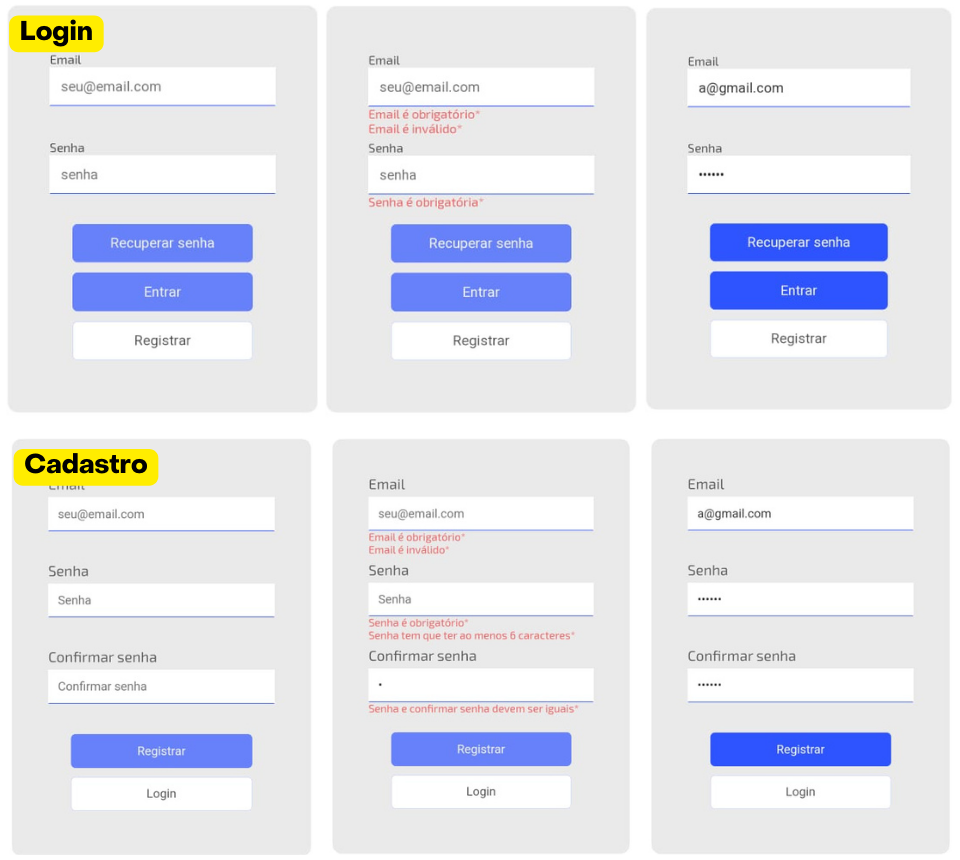 Login
Email
seu@email.com
Senha
senha
Recuperar senha
Entrar
Registrar
Email
seu@email.com
Email é obrigatório*
Email é inválido*
Senha
senha
Senha é obrigatória*
Recuperar senha
Entrar
Registrar
Email
a@gmail.com
Senha
••••••
Recuperar senha
Entrar
Registrar
Cadastro
Email
seu@email.com
Senha
Senha
Confirmar senha
Confirmar senha
Registrar
Login
Email
seu@email.com
Email é obrigatório*
Email é inválido*
Senha
Senha
Senha é obrigatório*
Senha tem que ter ao menos 6 caracteres*
Confirmar senha
•
Senha e confirmar senha devem ser iguais*
Registrar
Login
Email
a@gmail.com
Senha
••••••
Confirmar senha
••••••
Registrar
Login